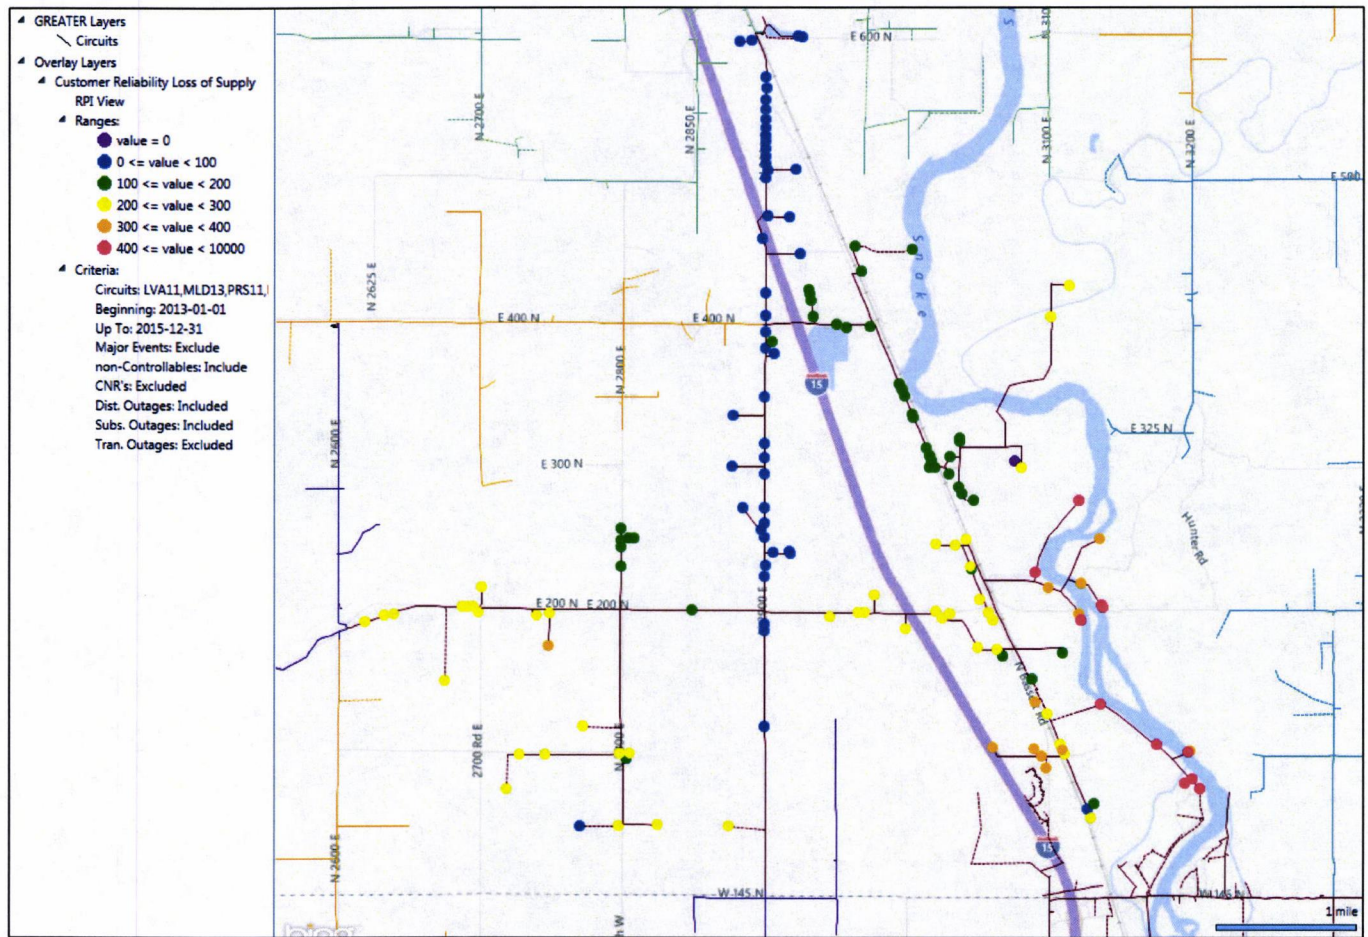 GREATER Layers
Circuits
Overlay Layers
Customer Reliability Loss of Supply
RPI View
Ranges:
value = 0
0 <= value < 100
100 <= value < 200
200 <= value < 300
300 <= value < 400
400 <= value < 10000
Criteria:
Circuits: LVA11,MLD13,PRS11,
Beginning: 2013-01-01
Up To: 2015-12-31
Major Events: Exclude
non-Controllables: Include
CNR's: Excluded
Dist. Outages: Included
Subs. Outages: Included
Tran. Outages: Excluded
E 600 N
N 2700 E
N 2850 E
N 3100 E
N 3200 E
E 500
Snake
N 2625 E
E 400 N
E 400 N
N 2800 E
15
N 2600 E
E 300 N
E 325 N
Hunter Rd
E 200 N
E 200 N
2700 Rd E
N 2600 E
15
W 145 N
W 145 N
1 mile
bing